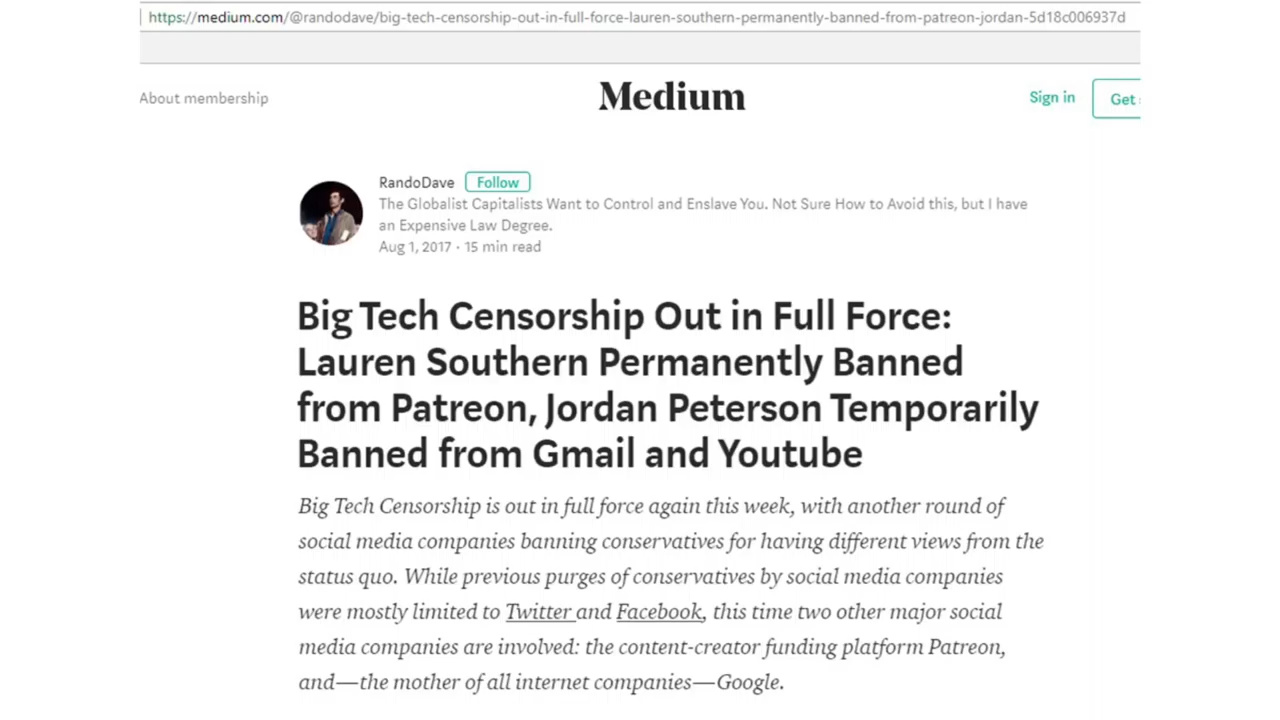 https://medium.com/@randodave/big-tech-censorship-out-in-full-force-lauren-southern-permanently-banned-from-patreon-jordan-5d18c006937d
About membership
Medium
Sign in
Get
RandoDave Follow
The Globalist Capitalists Want to Control and Enslave You. Not Sure How to Avoid this, but I have
an Expensive Law Degree.
Aug 1, 2017 · 15 min read
Big Tech Censorship Out in Full Force:
Lauren Southern Permanently Banned
from Patreon, Jordan Peterson Temporarily
Banned from Gmail and Youtube
Big Tech Censorship is out in full force again this week, with another round of
social media companies banning conservatives for having different views from the
status quo. While previous purges of conservatives by social media companies
were mostly limited to Twitter and Facebook, this time two other major social
media companies are involved: the content-creator funding platform Patreon,
and—the mother of all internet companies—Google.